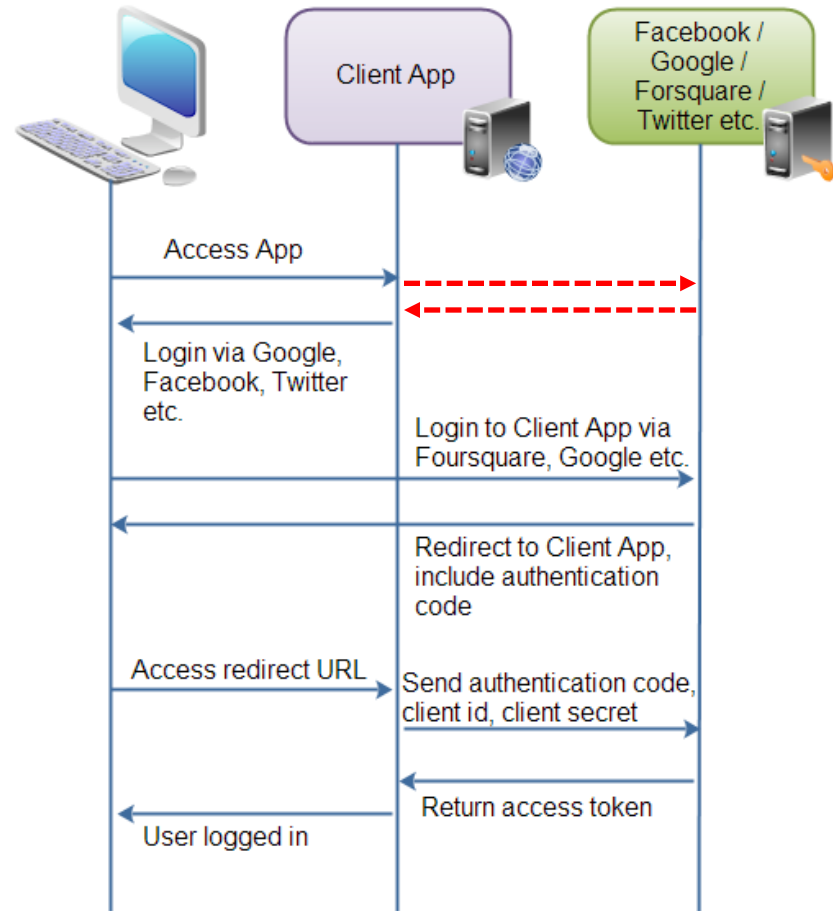 Client App
Facebook /
Google /
Forsquare /
Twitter etc.
Access App
Login via Google,
Facebook, Twitter
etc.
Login to Client App via
Foursquare, Google etc.
Redirect to Client App,
include authentication
code
Access redirect URL
Send authentication code,
client id, client secret
Return access token
User logged in